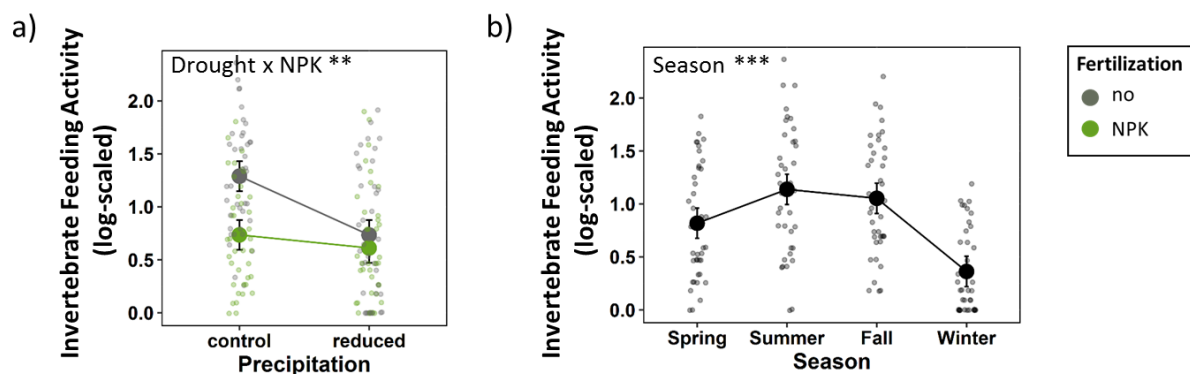 a)
Invertebrate Feeding Activity
(log-scaled)
Drought x NPK **
2.0
1.5
1.0
0.5
0.0
control reduced
Precipitation
b)
Invertebrate Feeding Activity
(log-scaled)
Season ***
2.0
1.5
1.0
0.5
0.0
Spring Summer Fall Winter
Season
Fertilization
no
NPK